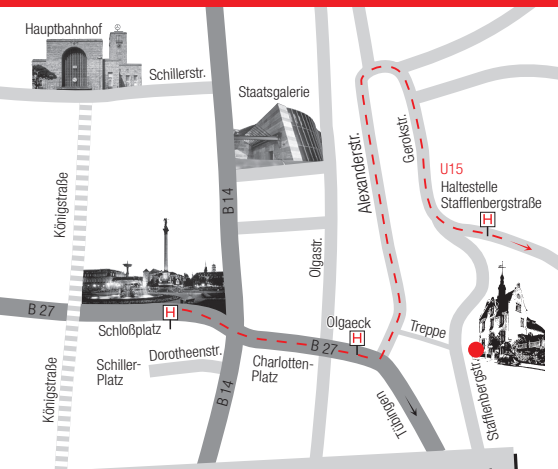 Hauptbahnhof
Schillerstr.
Staatsgalerie
Königstraße
B 14
Alexanderstr.
Gerokstr.
U15
Haltestelle
Stafflenbergstraße
H
Olgastr.
B 27
H
Schloßplatz
Olgaeck
H
Treppe
B 27
Schiller-
Platz
Dorotheenstr.
Charlotten-
Platz
Königstraße
B 14
Tübingen
Stafflenbergstr.